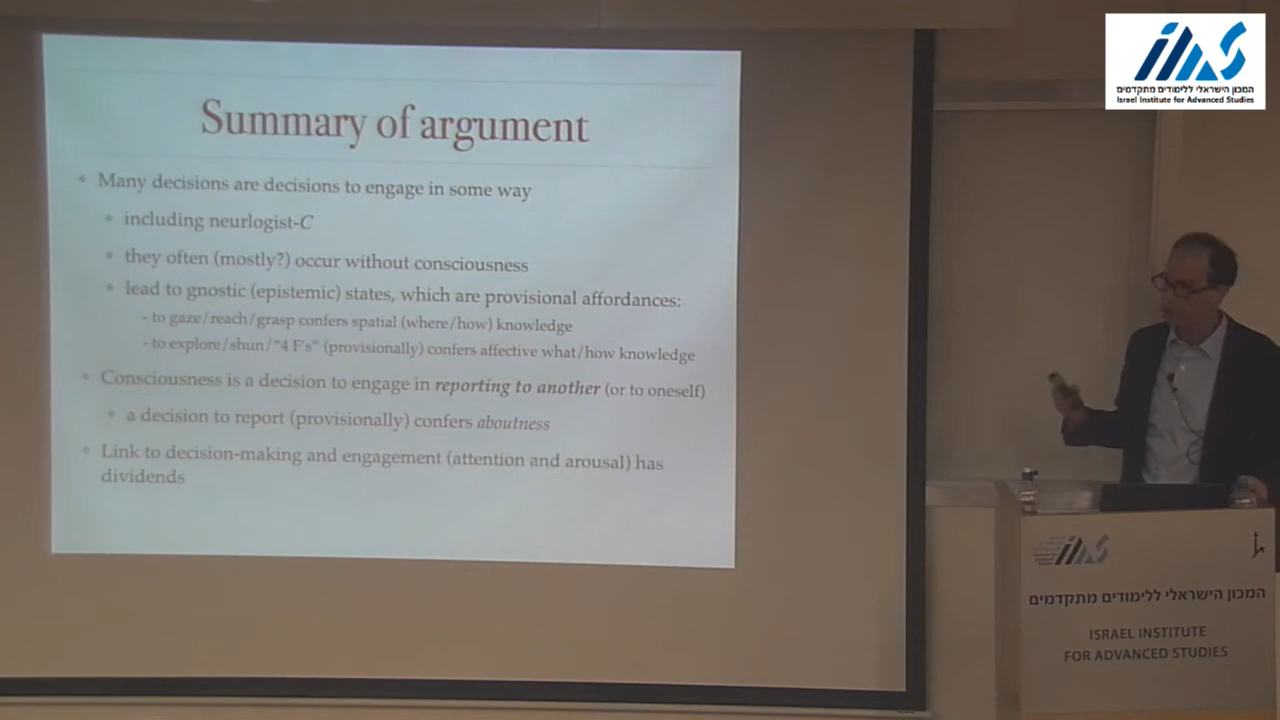 המכון הישראלי ללימודים מתקדמים
Israel Institute for Advanced Studies
Summary of argument
Many decisions are decisions to engage in some way
including neurlogist-C
they often (mostly?) occur without consciousness
lead to gnostic (epistemic) states, which are provisional affordances:
- to gaze/reach/grasp confers spatial (where/how) knowledge
- to explore/shun/"4 F's" (provisionally) confers affective what/how knowledge
Consciousness is a decision to engage in reporting to another (or to oneself)
a decision to report (provisionally) confers aboutness
Link to decision-making and engagement (attention and arousal) has
dividends
המכון הישראלי ללימודים מתקדמים
ISRAEL INSTITUTE
FOR ADVANCED STUDIES